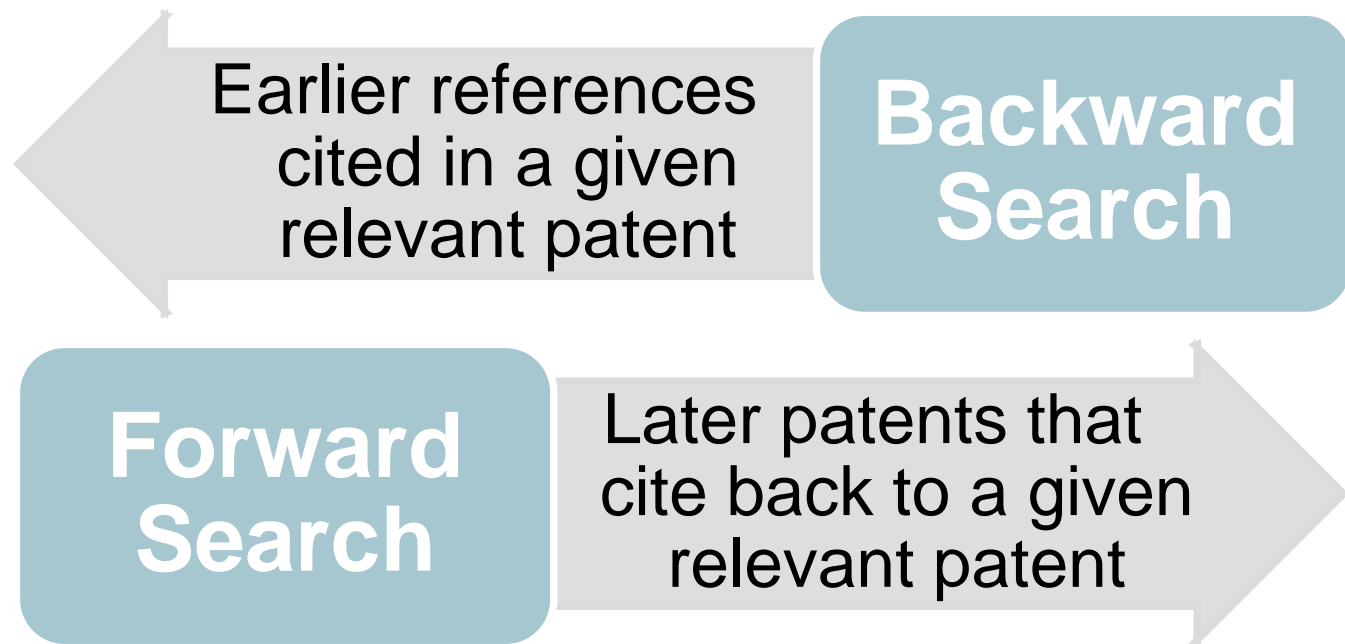 Earlier references
cited in a given
relevant patent
Backward
Search
Forward
Search
Later patents that
cite back to a given
relevant patent